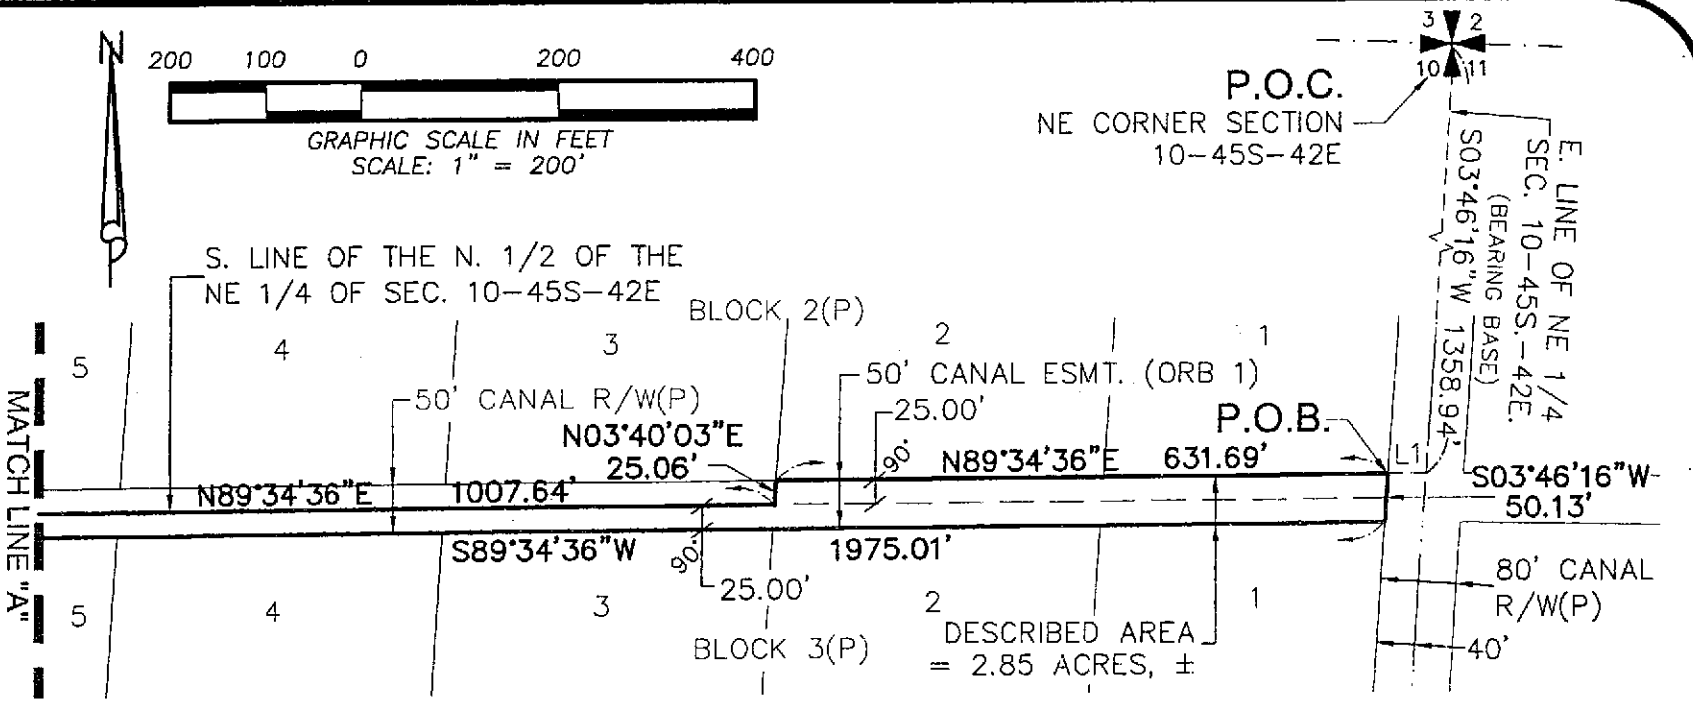 N
200 100 0 200 400
GRAPHIC SCALE IN FEET
SCALE: 1" = 200'
3 2
10 11
P.O.C.
NE CORNER SECTION
10-45S-42E
E. LINE OF NE 1/4
SEC. 10-45S.-42E.
(BEARING BASE)
S03°46'16"W 1358.94'
S. LINE OF THE N. 1/2 OF THE
NE 1/4 OF SEC. 10-45S-42E
BLOCK 2(P)
5 4 3 2 1
50' CANAL R/W(P)
50' CANAL ESMT. (ORB 1)
25.00'
P.O.B.
N03°40'03"E
25.06'
90°
N89°34'36"E 631.69'
L1
S03°46'16"W
50.13'
N89°34'36"E 1007.64'
MATCH LINE "A"
S89°34'36"W 1975.01'
90°
25.00'
5 4 3 2 1
BLOCK 3(P)
DESCRIBED AREA
= 2.85 ACRES, ±
80' CANAL
R/W(P)
40'